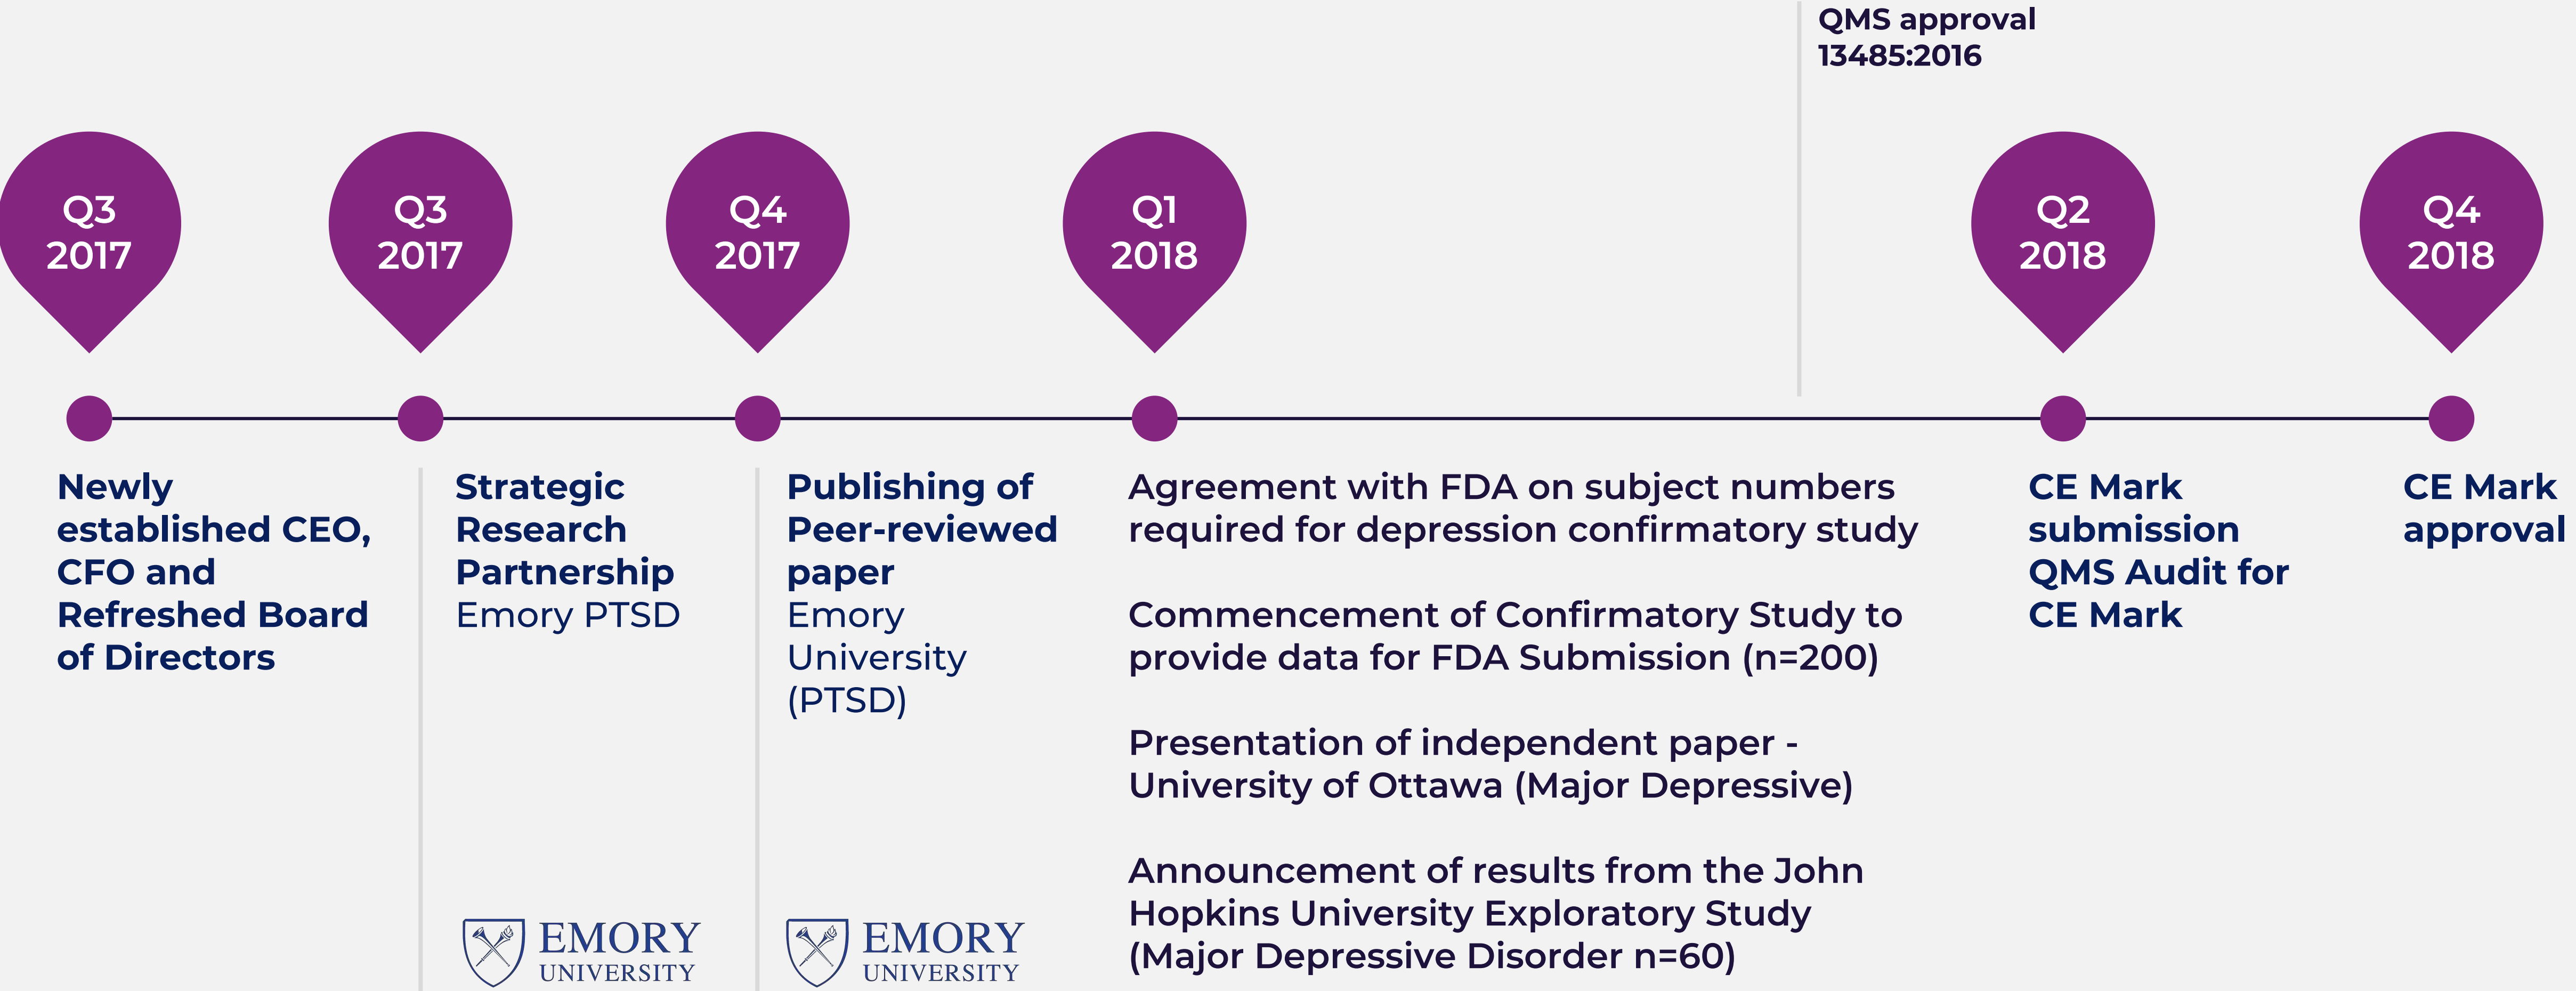 QMS approval
13485:2016
Q3
2017
Q3
2017
Q4
2017
Q1
2018
Q2
2018
Q4
2018
Newly
established CEO,
CFO and
Refreshed Board
of Directors
Strategic
Research
Partnership
Emory PTSD
EMORY
UNIVERSITY
Publishing of
Peer-reviewed
paper
Emory
University
(PTSD)
EMORY
UNIVERSITY
Agreement with FDA on subject numbers
required for depression confirmatory study
Commencement of Confirmatory Study to
provide data for FDA Submission (n=200)
Presentation of independent paper -
University of Ottawa (Major Depressive)
Announcement of results from the John
Hopkins University Exploratory Study
(Major Depressive Disorder n=60)
CE Mark
submission
QMS Audit for
CE Mark
CE Mark
approval